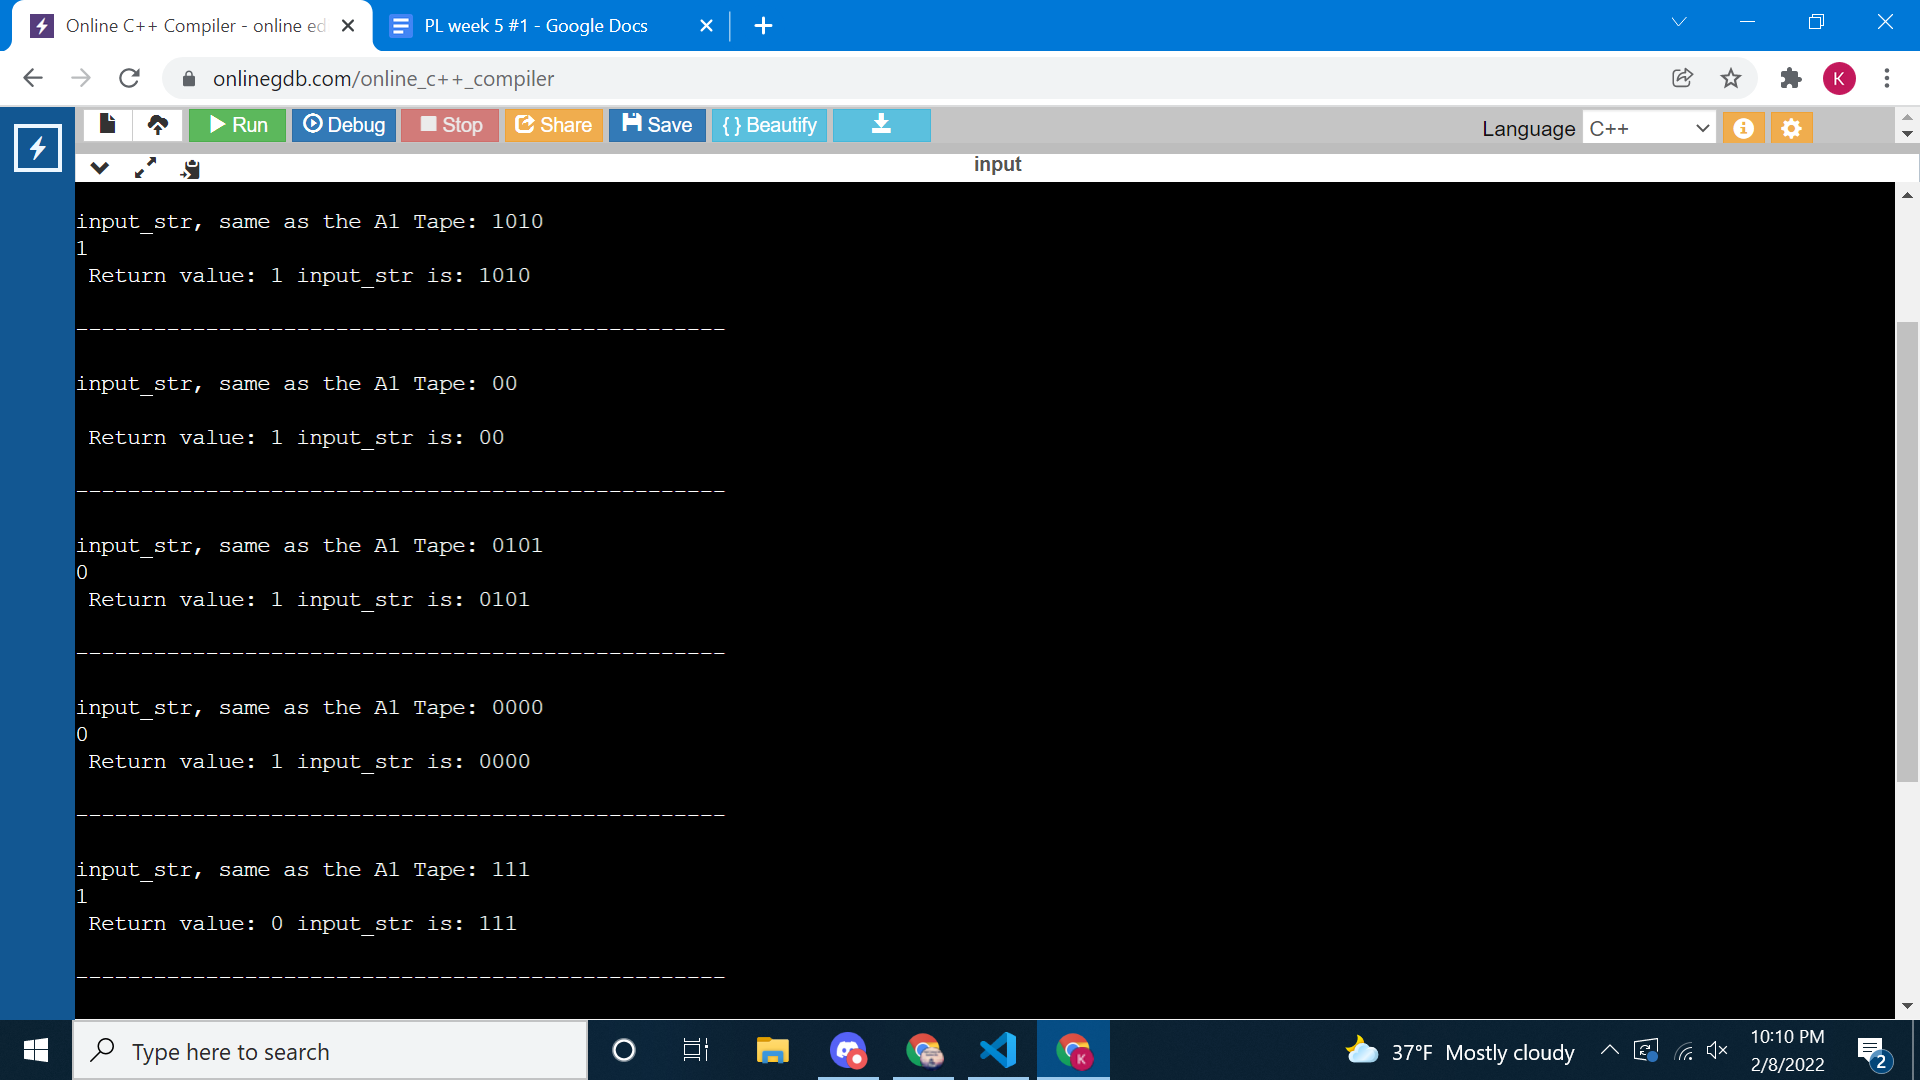 Online C++ Compiler - online ed
PL week 5 #1 - Google Docs
onlinegdb.com/online_c++_compiler
K
Run
Debug
Stop
Share
Save
{ } Beautify
Language C++
input
input_str, same as the A1 Tape: 1010
1
Return value: 1 input_str is: 1010
--------------------------------------------------
input_str, same as the A1 Tape: 00
Return value: 1 input_str is: 00
--------------------------------------------------
input_str, same as the A1 Tape: 0101
0
Return value: 1 input_str is: 0101
--------------------------------------------------
input_str, same as the A1 Tape: 0000
0
Return value: 1 input_str is: 0000
--------------------------------------------------
input_str, same as the A1 Tape: 111
1
Return value: 0 input_str is: 111
--------------------------------------------------
Type here to search
K
37°F Mostly cloudy
10:10 PM
2/8/2022
2